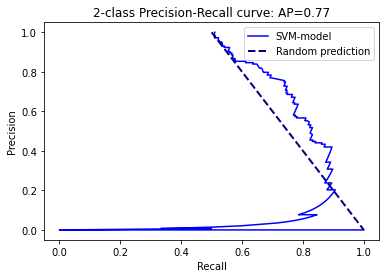 2-class Precision-Recall curve: AP=0.77
SVM-model
Random prediction
1.0
0.8
0.6
0.4
0.2
0.0
Precision
0.0 0.2 0.4 0.6 0.8 1.0
Recall